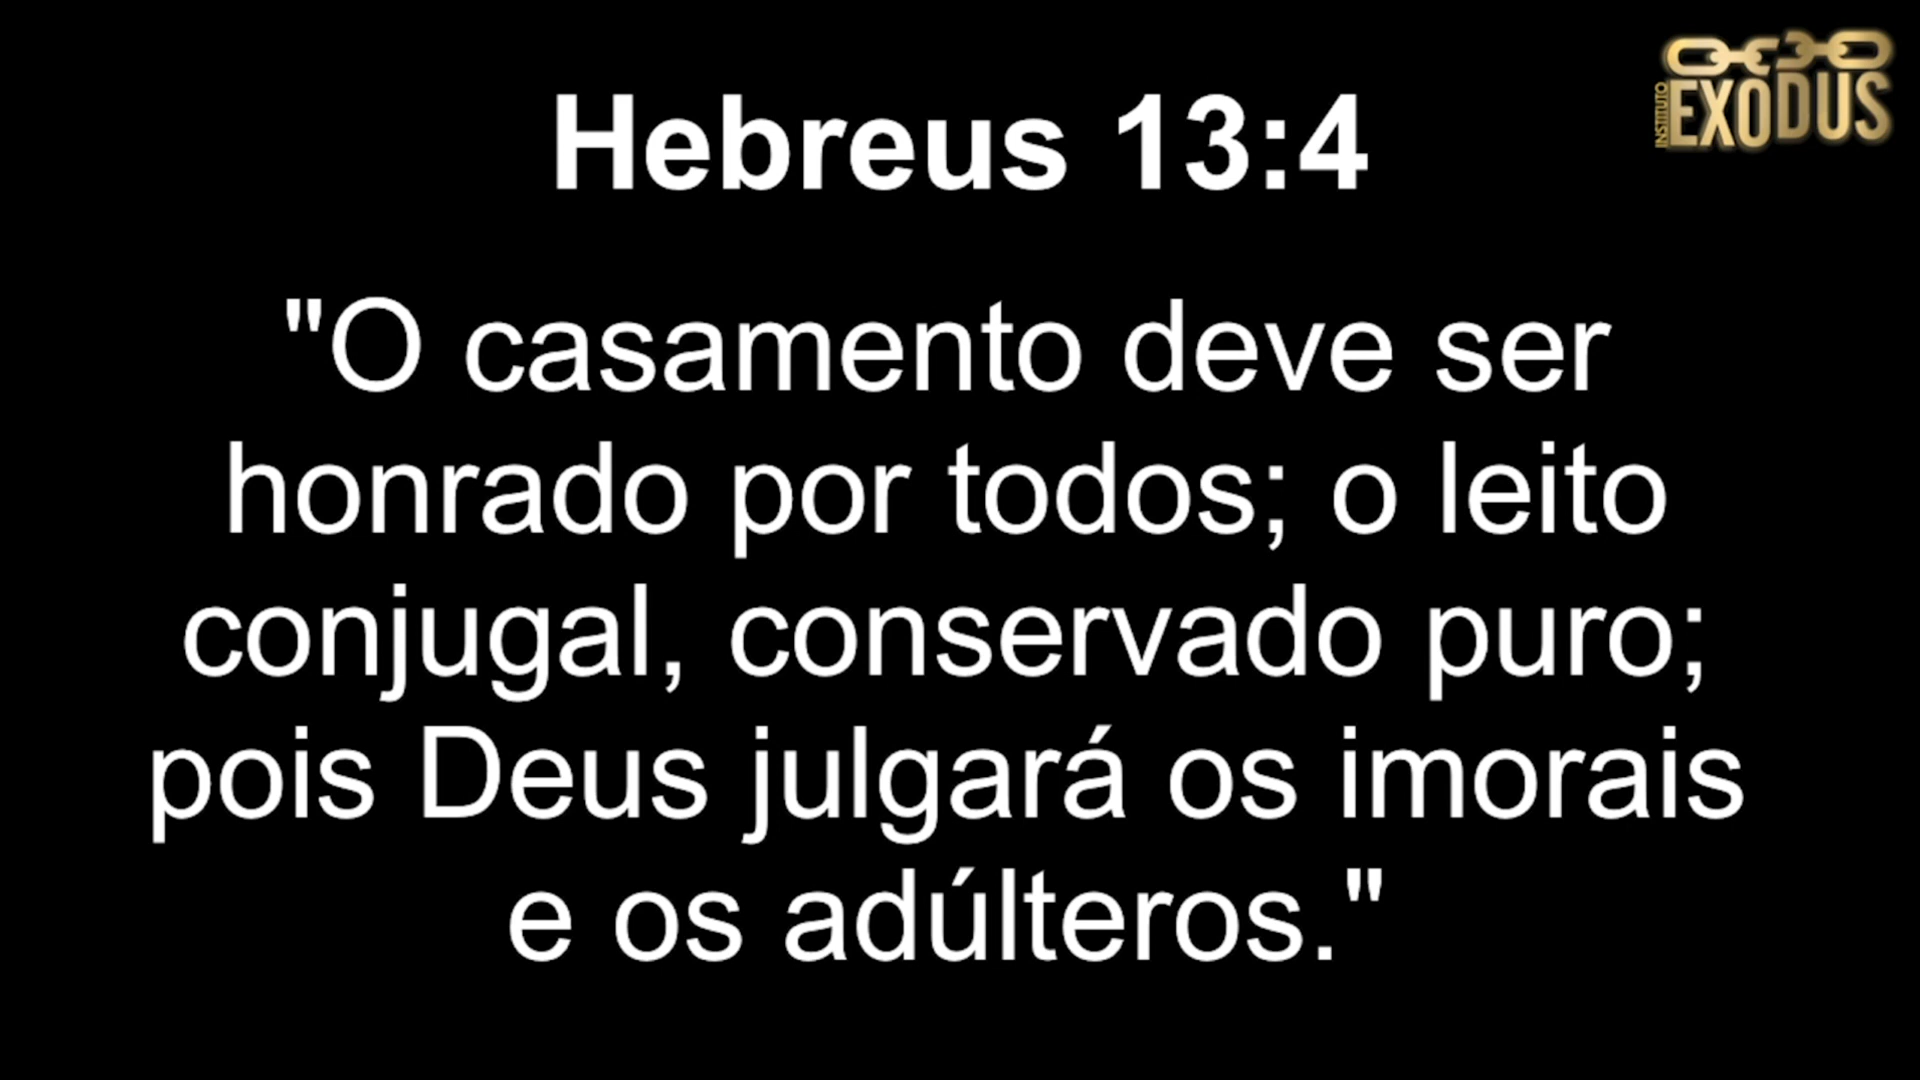 INSTITUTO
EXODUS
Hebreus 13:4
"O casamento deve ser
honrado por todos; o leito
conjugal, conservado puro;
pois Deus julgará os imorais
e os adúlteros."